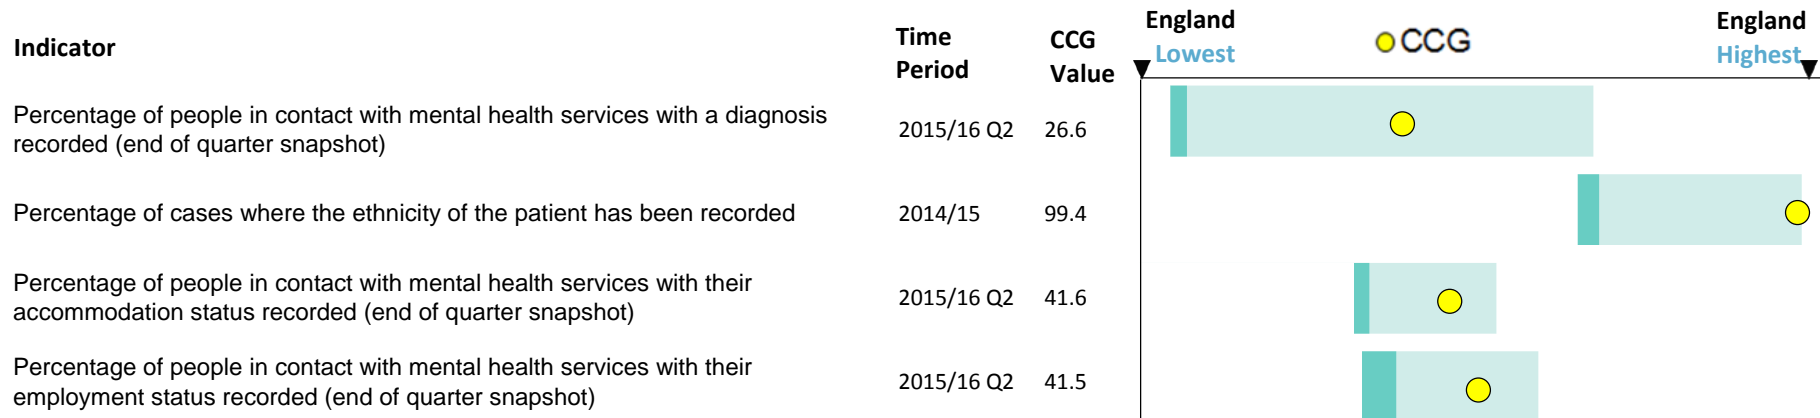 Indicator
Time Period
CCG Value
England Lowest
CCG
England Highest
Percentage of people in contact with mental health services with a diagnosis
recorded (end of quarter snapshot)
2015/16 Q2
26.6
Percentage of cases where the ethnicity of the patient has been recorded
2014/15
99.4
Percentage of people in contact with mental health services with their
accommodation status recorded (end of quarter snapshot)
2015/16 Q2
41.6
Percentage of people in contact with mental health services with their
employment status recorded (end of quarter snapshot)
2015/16 Q2
41.5